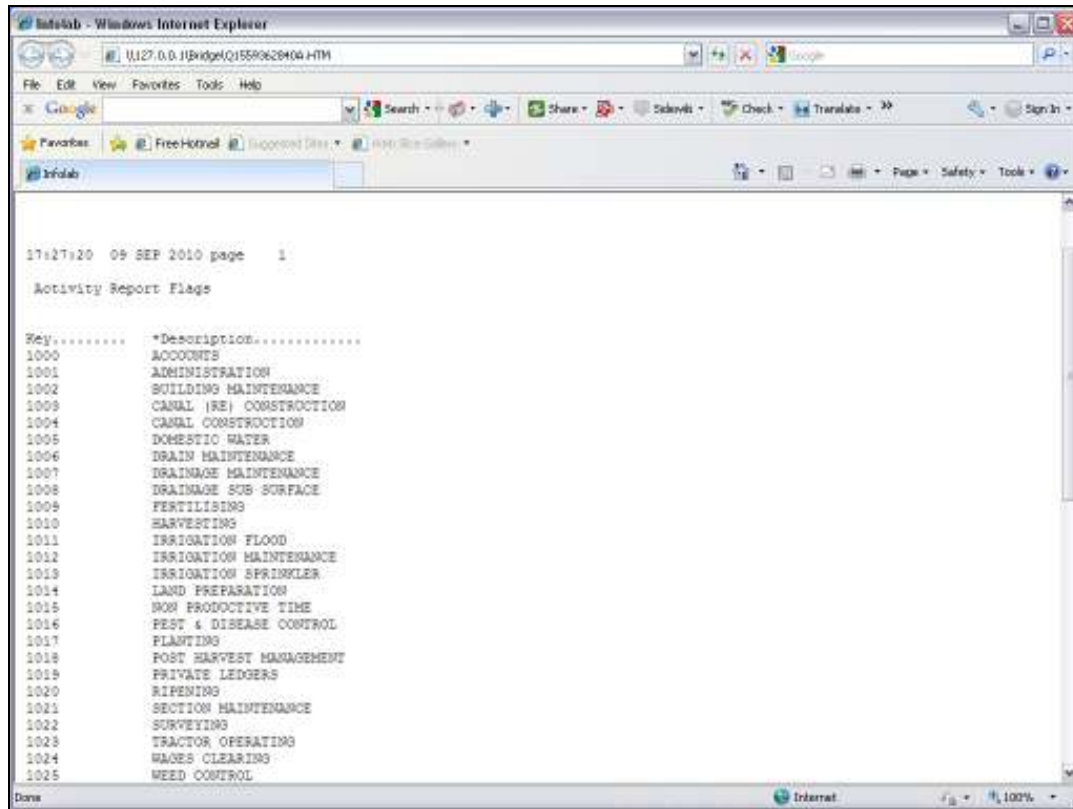 Infolab - Windows Internet Explorer
File Edit View Favorites Tools Help
Google Search Share Sidewiki Check Translate Sign In
Favorites Free Hotmail Suggested Sites Web Slice Gallery
Infolab Page Safety Tools
17:27:20 09 SEP 2010 page 1
Activity Report Flags
Key......... *Description.............
1000 ACCOUNTS
1001 ADMINISTRATION
1002 BUILDING MAINTENANCE
1003 CANAL (RE) CONSTRUCTION
1004 CANAL CONSTRUCTION
1005 DOMESTIC WATER
1006 DRAIN MAINTENANCE
1007 DRAINAGE MAINTENANCE
1008 DRAINAGE SUB SURFACE
1009 FERTILISING
1010 HARVESTING
1011 IRRIGATION FLOOD
1012 IRRIGATION MAINTENANCE
1013 IRRIGATION SPRINKLER
1014 LAND PREPARATION
1015 NON PRODUCTIVE TIME
1016 PEST & DISEASE CONTROL
1017 PLANTING
1018 POST HARVEST MANAGEMENT
1019 PRIVATE LEDGERS
1020 RIPENING
1021 SECTION MAINTENANCE
1022 SURVEYING
1023 TRACTOR OPERATING
1024 WAGES CLEARING
1025 WEED CONTROL
Done Internet 100%